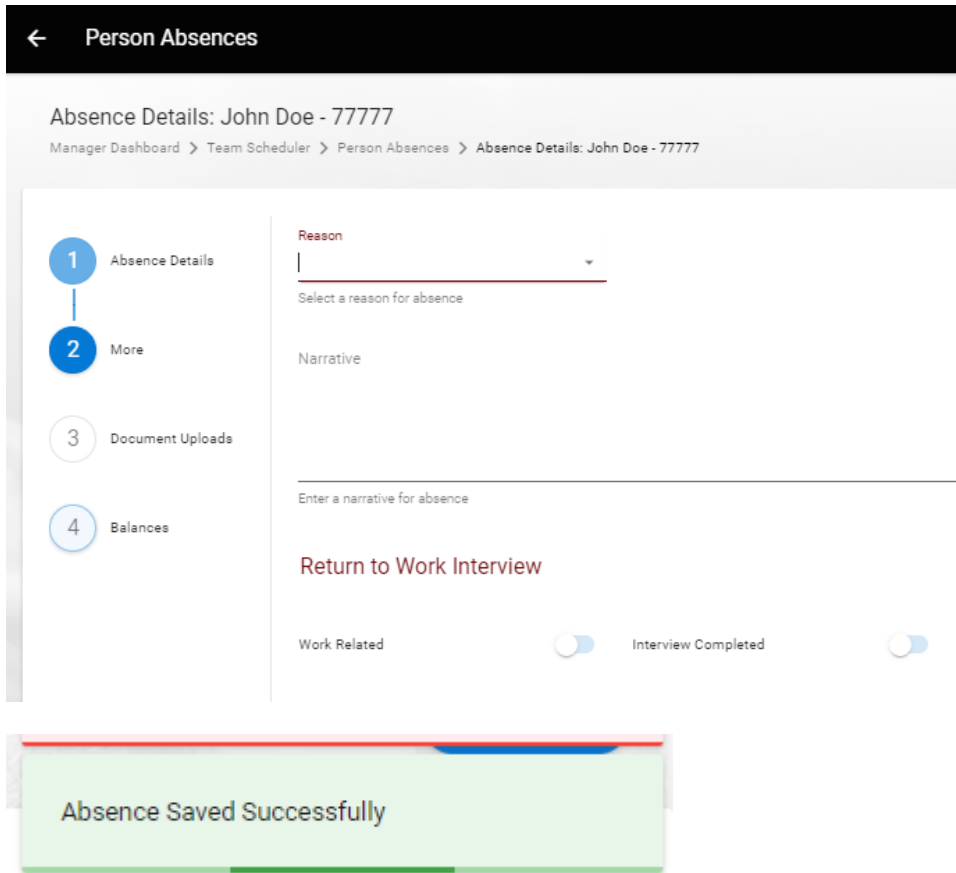 Person Absences
Absence Details: John Doe - 77777
Manager Dashboard > Team Scheduler > Person Absences > Absence Details: John Doe - 77777
1 Absence Details
Reason
Select a reason for absence
2 More
Narrative
3 Document Uploads
Enter a narrative for absence
4 Balances
Return to Work Interview
Work Related Interview Completed
Absence Saved Successfully